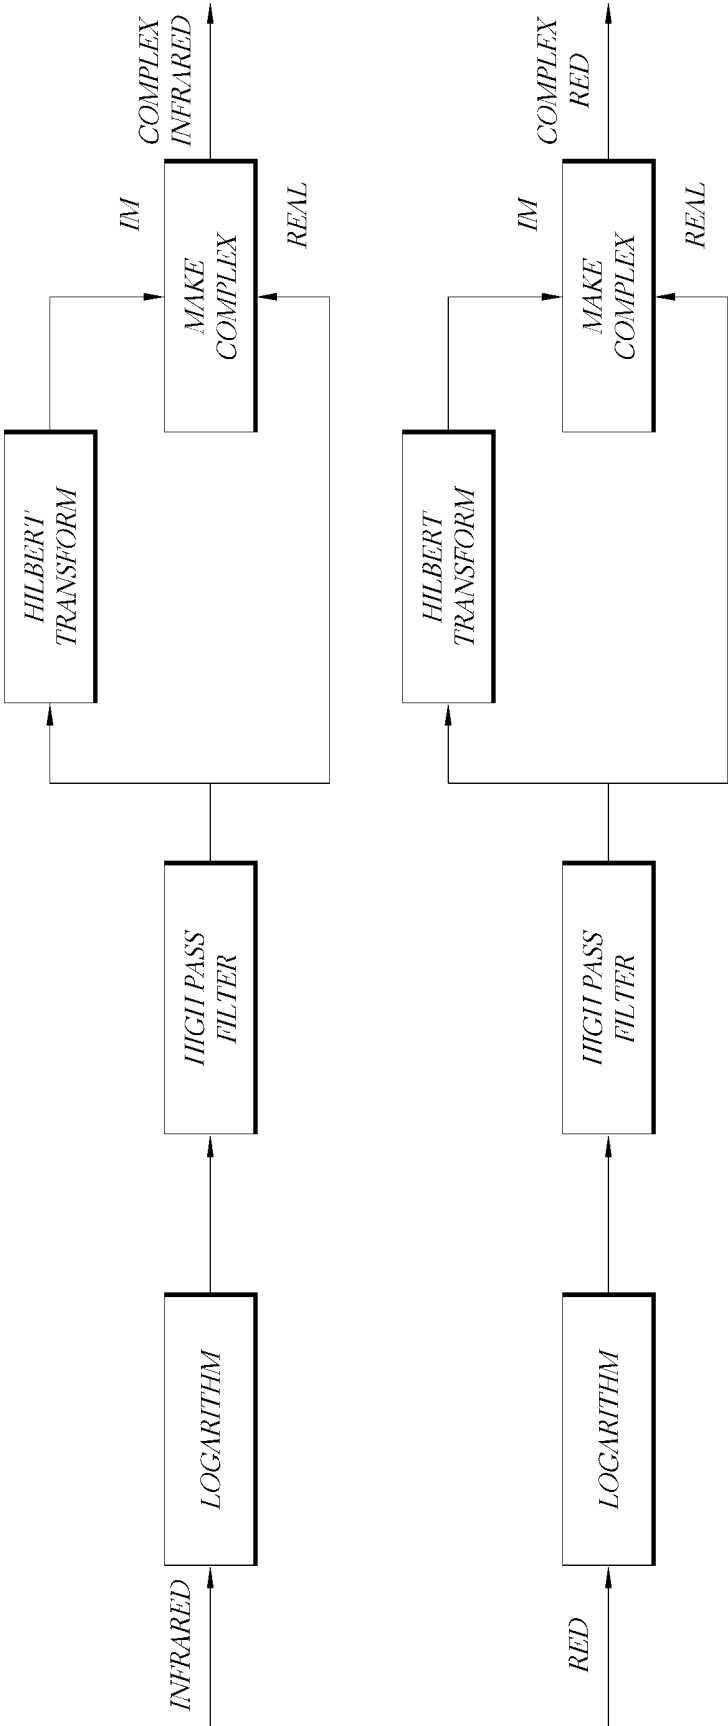 INFRARED
LOGARITHM
HIGH PASS
FILTER
HILBERT
TRANSFORM
IM
MAKE
COMPLEX
REAL
COMPLEX
INFRARED
RED
LOGARITHM
HIGH PASS
FILTER
HILBERT
TRANSFORM
IM
MAKE
COMPLEX
REAL
COMPLEX
RED